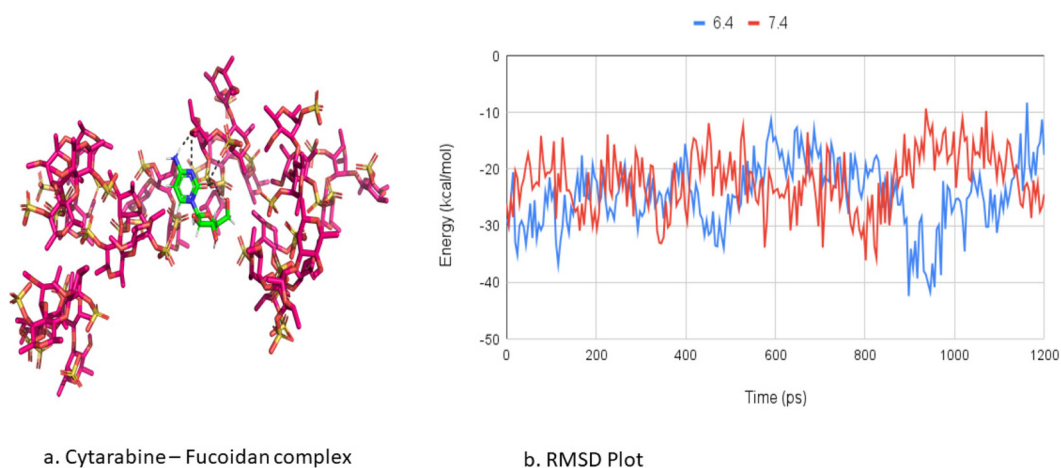 6.4 7.4
0
-10
-20
-30
-40
-50
Energy (kcal/mol)
0 200 400 600 800 1000 1200
Time (ps)
a. Cytarabine – Fucoidan complex
b. RMSD Plot